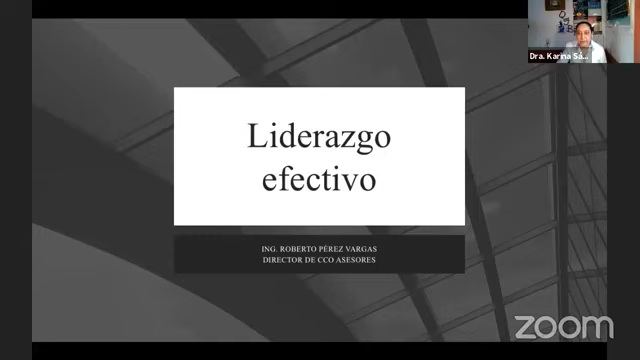 Dra. Karina Sá...
Liderazgo
efectivo
ING. ROBERTO PÉREZ VARGAS
DIRECTOR DE CCO ASESORES
zoom